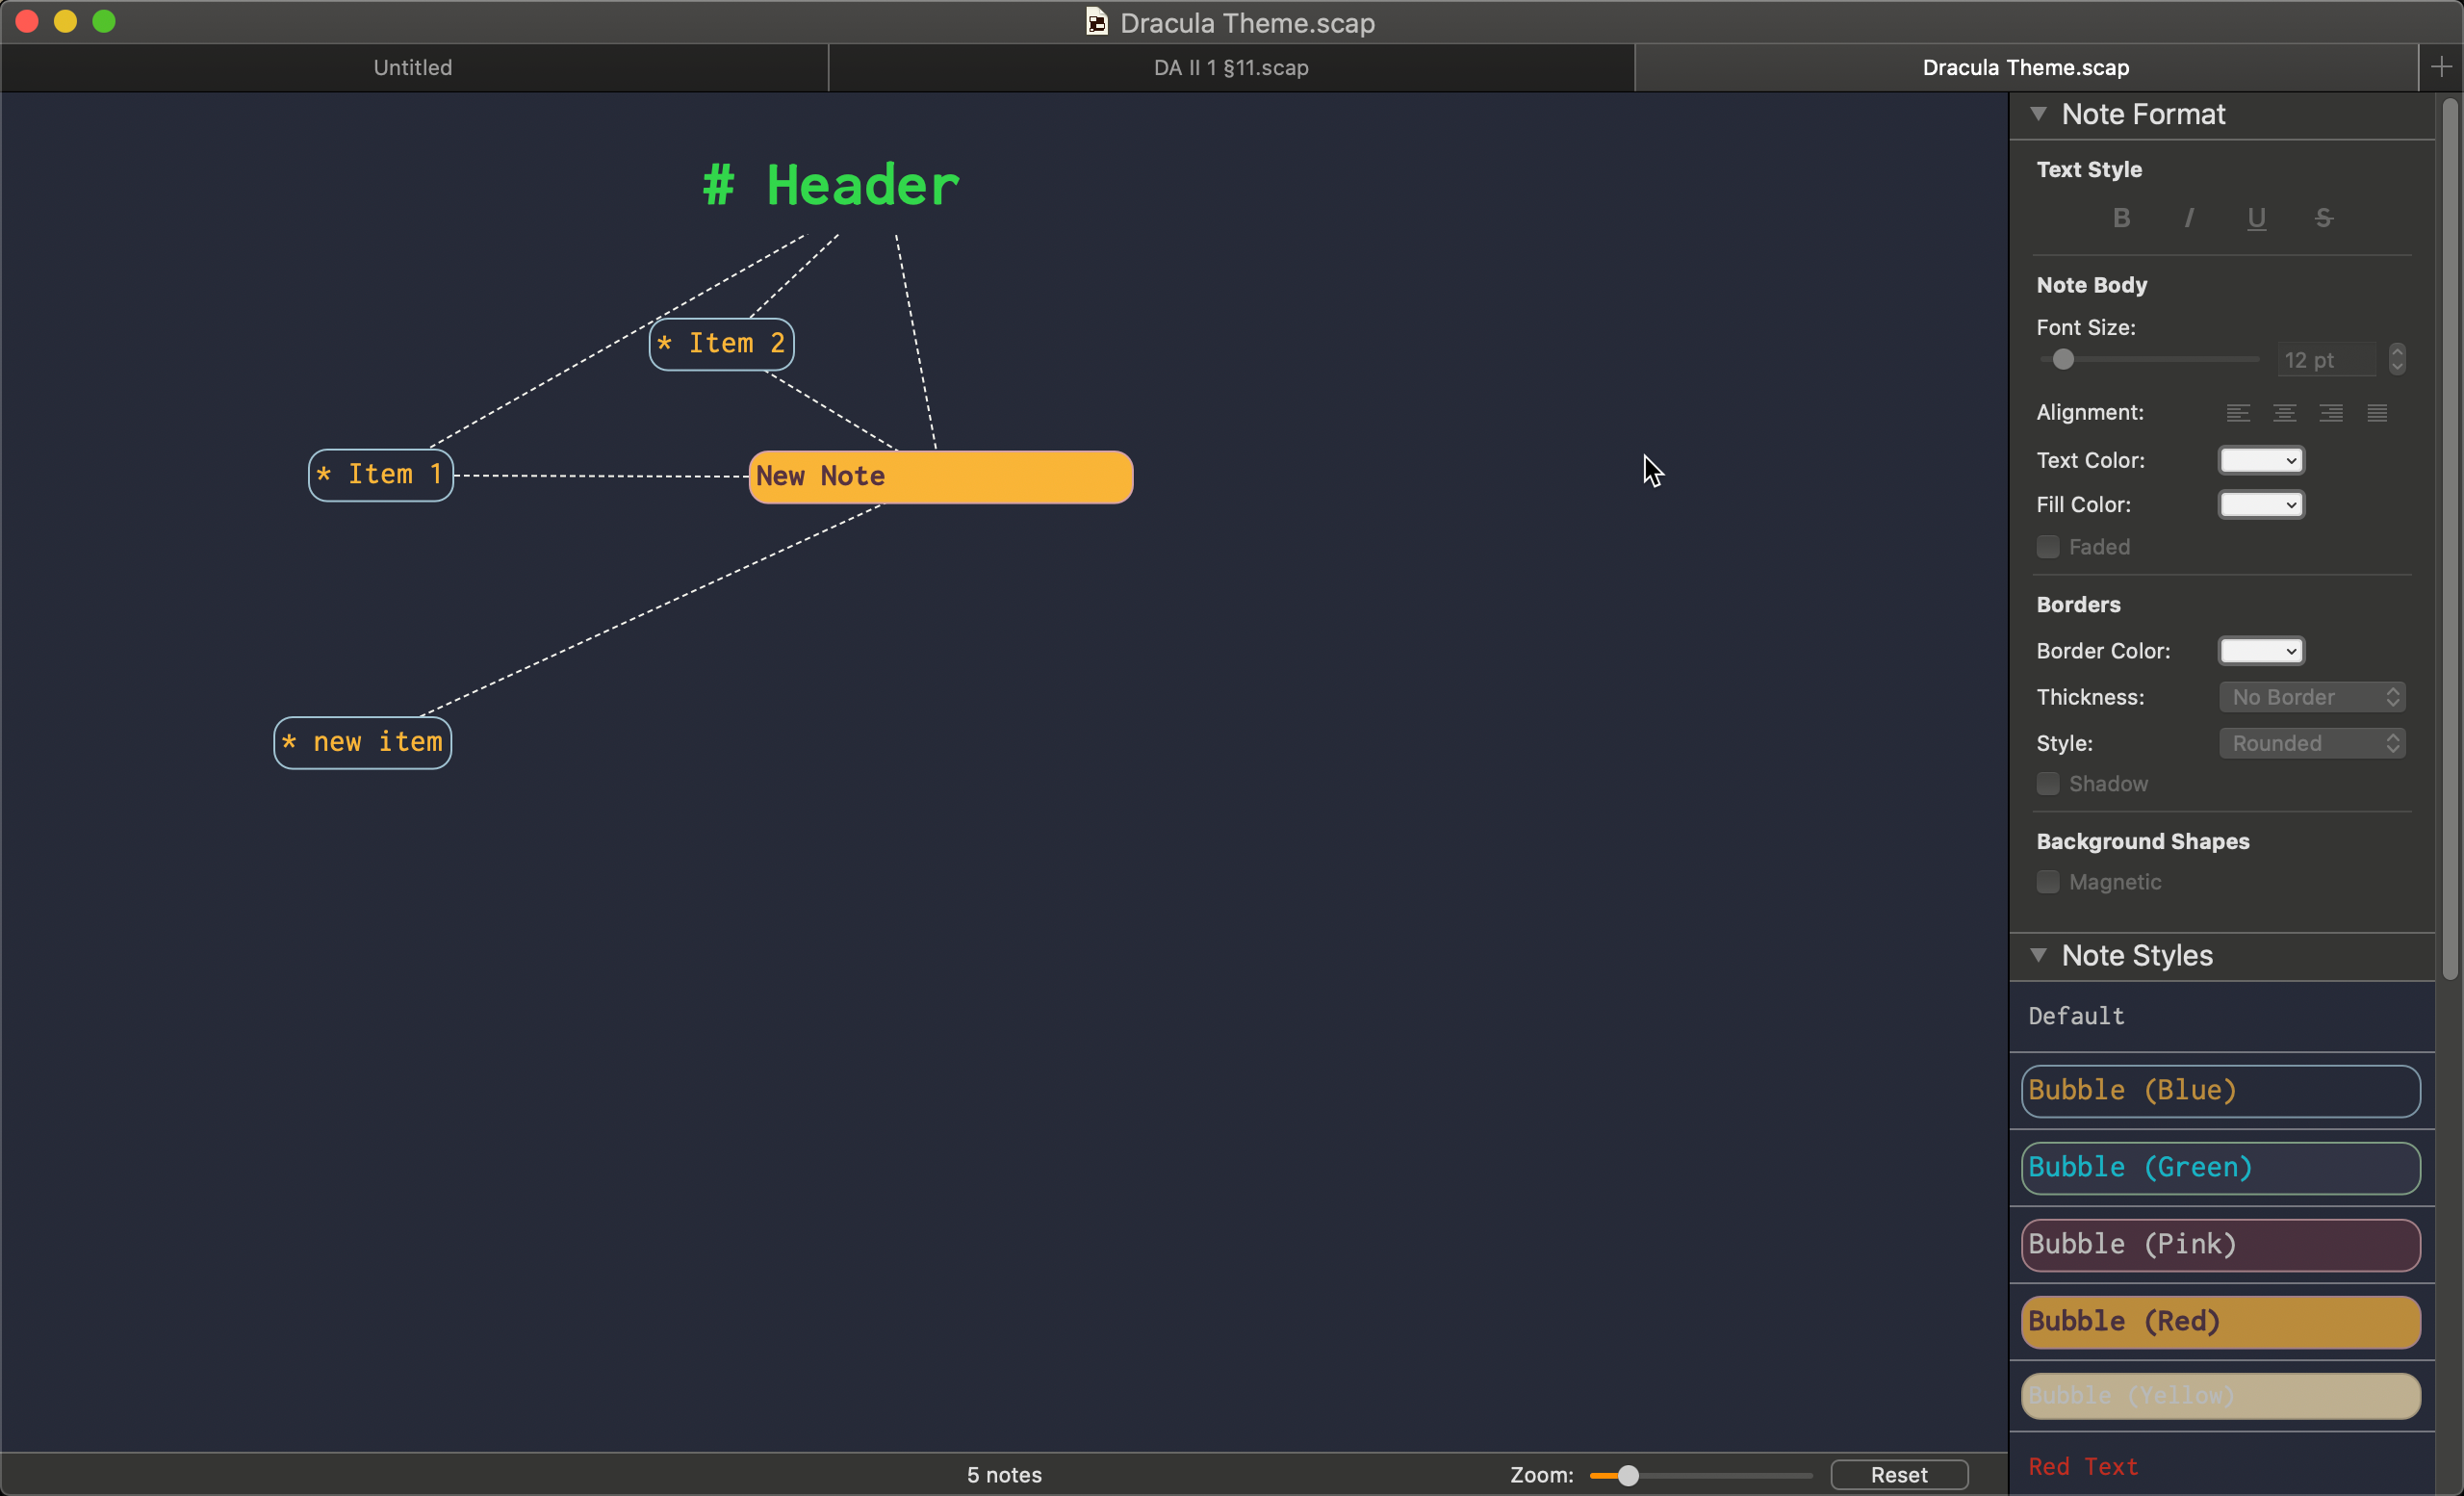 Dracula Theme.scap
Untitled
DA II 1 §11.scap
Dracula Theme.scap
# Header
* Item 2
* Item 1
New Note
* new item
5 notes
Zoom:
Reset
Note Format
Text Style
B I U S
Note Body
Font Size:
12 pt
Alignment:
Text Color:
Fill Color:
Faded
Borders
Border Color:
Thickness: No Border
Style: Rounded
Shadow
Background Shapes
Magnetic
Note Styles
Default
Bubble (Blue)
Bubble (Green)
Bubble (Pink)
Bubble (Red)
Bubble (Yellow)
Red Text